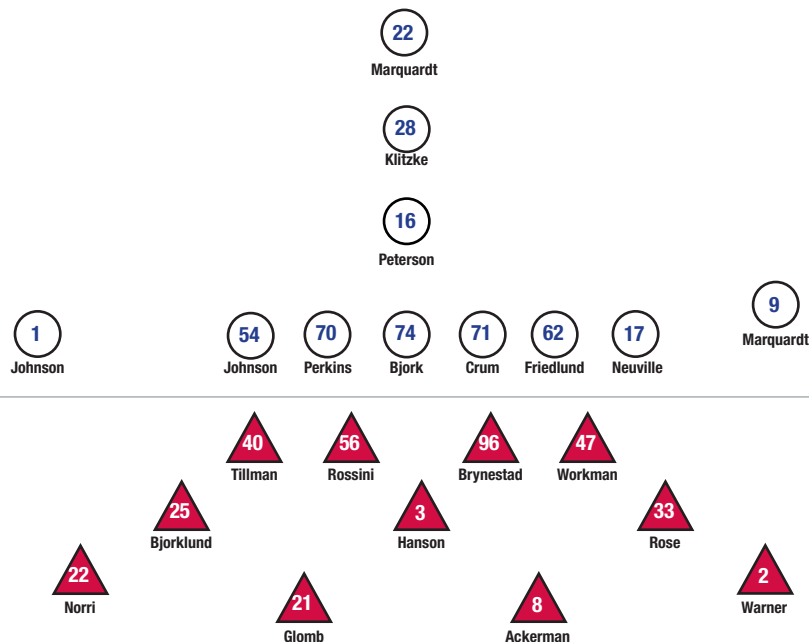 22
Marquardt
28
Klitzke
16
Peterson
9
Marquardt
1
Johnson
54
Johnson
70
Perkins
74
Bjork
71
Crum
62
Friedlund
17
Neuville
40
Tillman
56
Rossini
96
Brynestad
47
Workman
25
Bjorklund
3
Hanson
33
Rose
22
Norri
21
Glomb
8
Ackerman
2
Warner